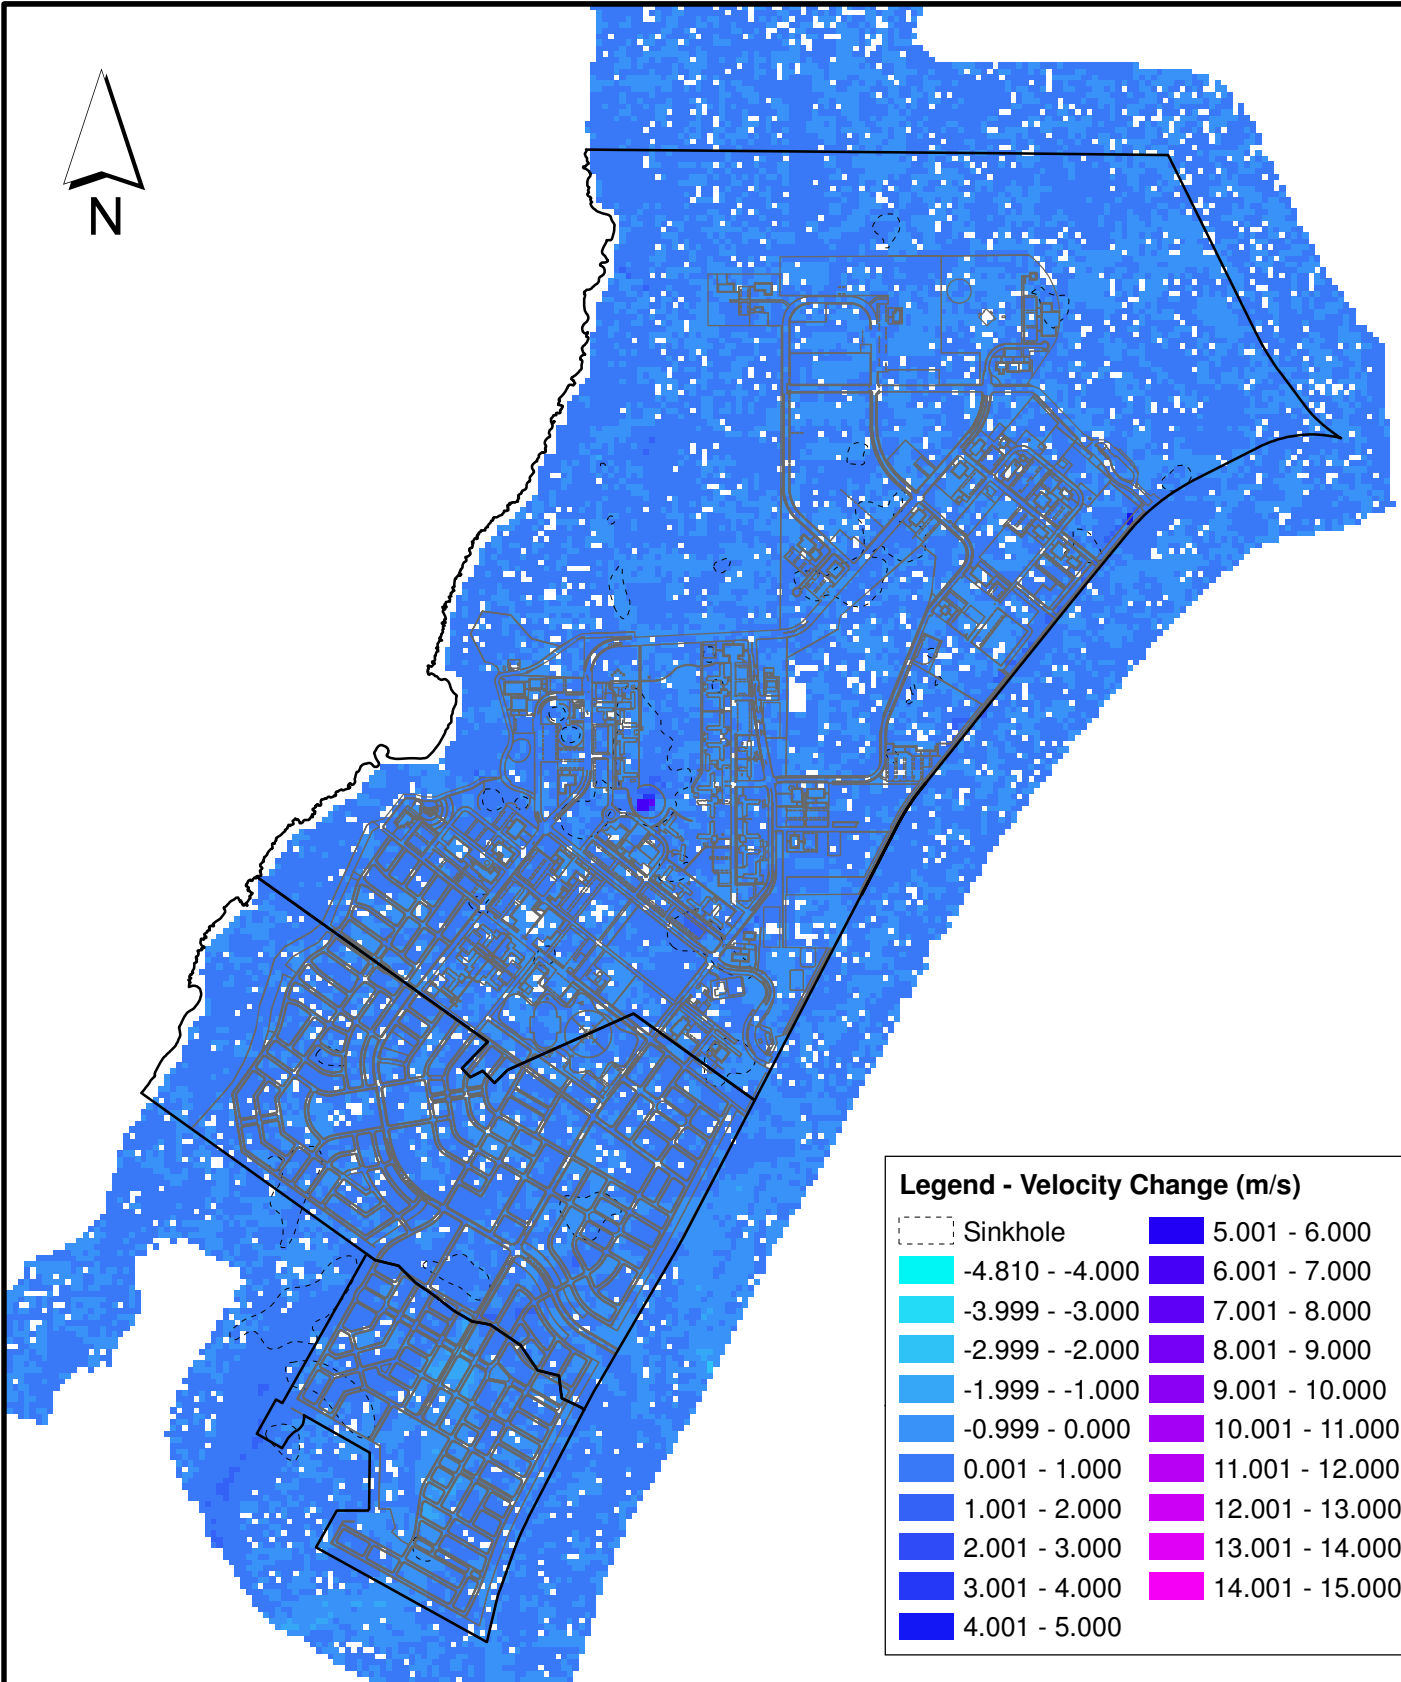 N
Legend - Velocity Change (m/s)
Sinkhole
-4.810 - -4.000
-3.999 - -3.000
-2.999 - -2.000
-1.999 - -1.000
-0.999 - 0.000
0.001 - 1.000
1.001 - 2.000
2.001 - 3.000
3.001 - 4.000
4.001 - 5.000
5.001 - 6.000
6.001 - 7.000
7.001 - 8.000
8.001 - 9.000
9.001 - 10.000
10.001 - 11.000
11.001 - 12.000
12.001 - 13.000
13.001 - 14.000
14.001 - 15.000